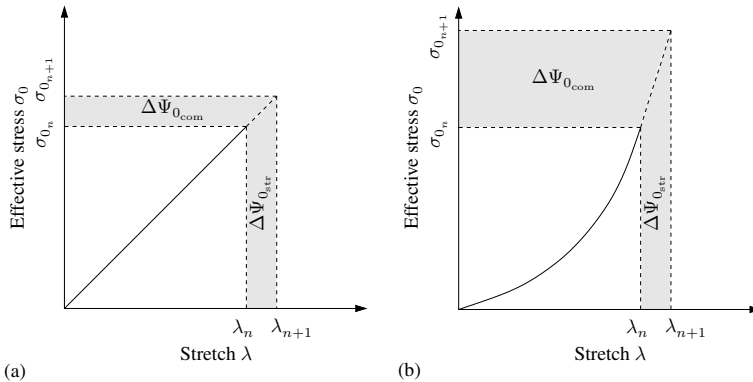 σ₀ₙ₊₁
ΔΨ₀com
σ₀ₙ
Effective stress σ₀
ΔΨ₀str
λₙ λₙ₊₁
Stretch λ
(a)
σ₀ₙ₊₁
ΔΨ₀com
σ₀ₙ
Effective stress σ₀
ΔΨ₀str
λₙ λₙ₊₁
Stretch λ
(b)